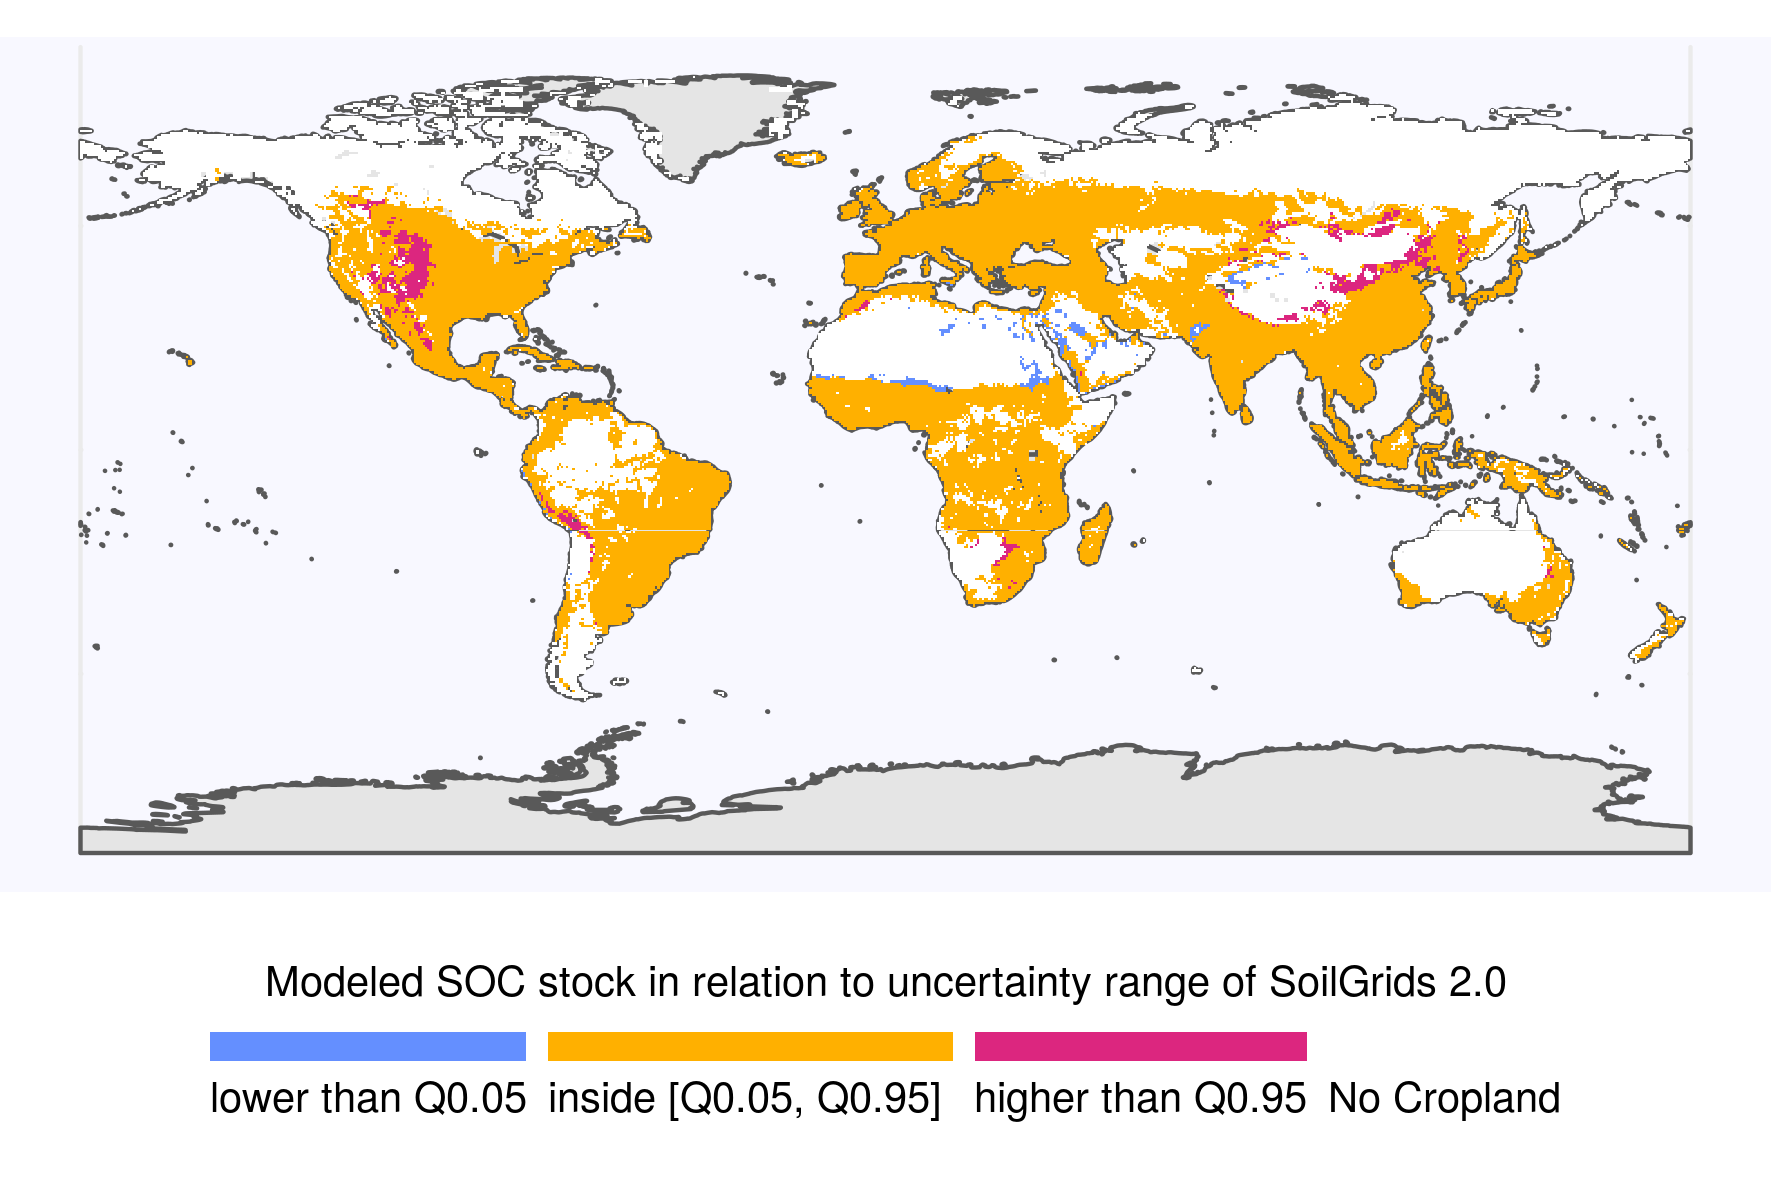 Modeled SOC stock in relation to uncertainty range of SoilGrids 2.0
lower than Q0.05 inside [Q0.05, Q0.95] higher than Q0.95 No Cropland